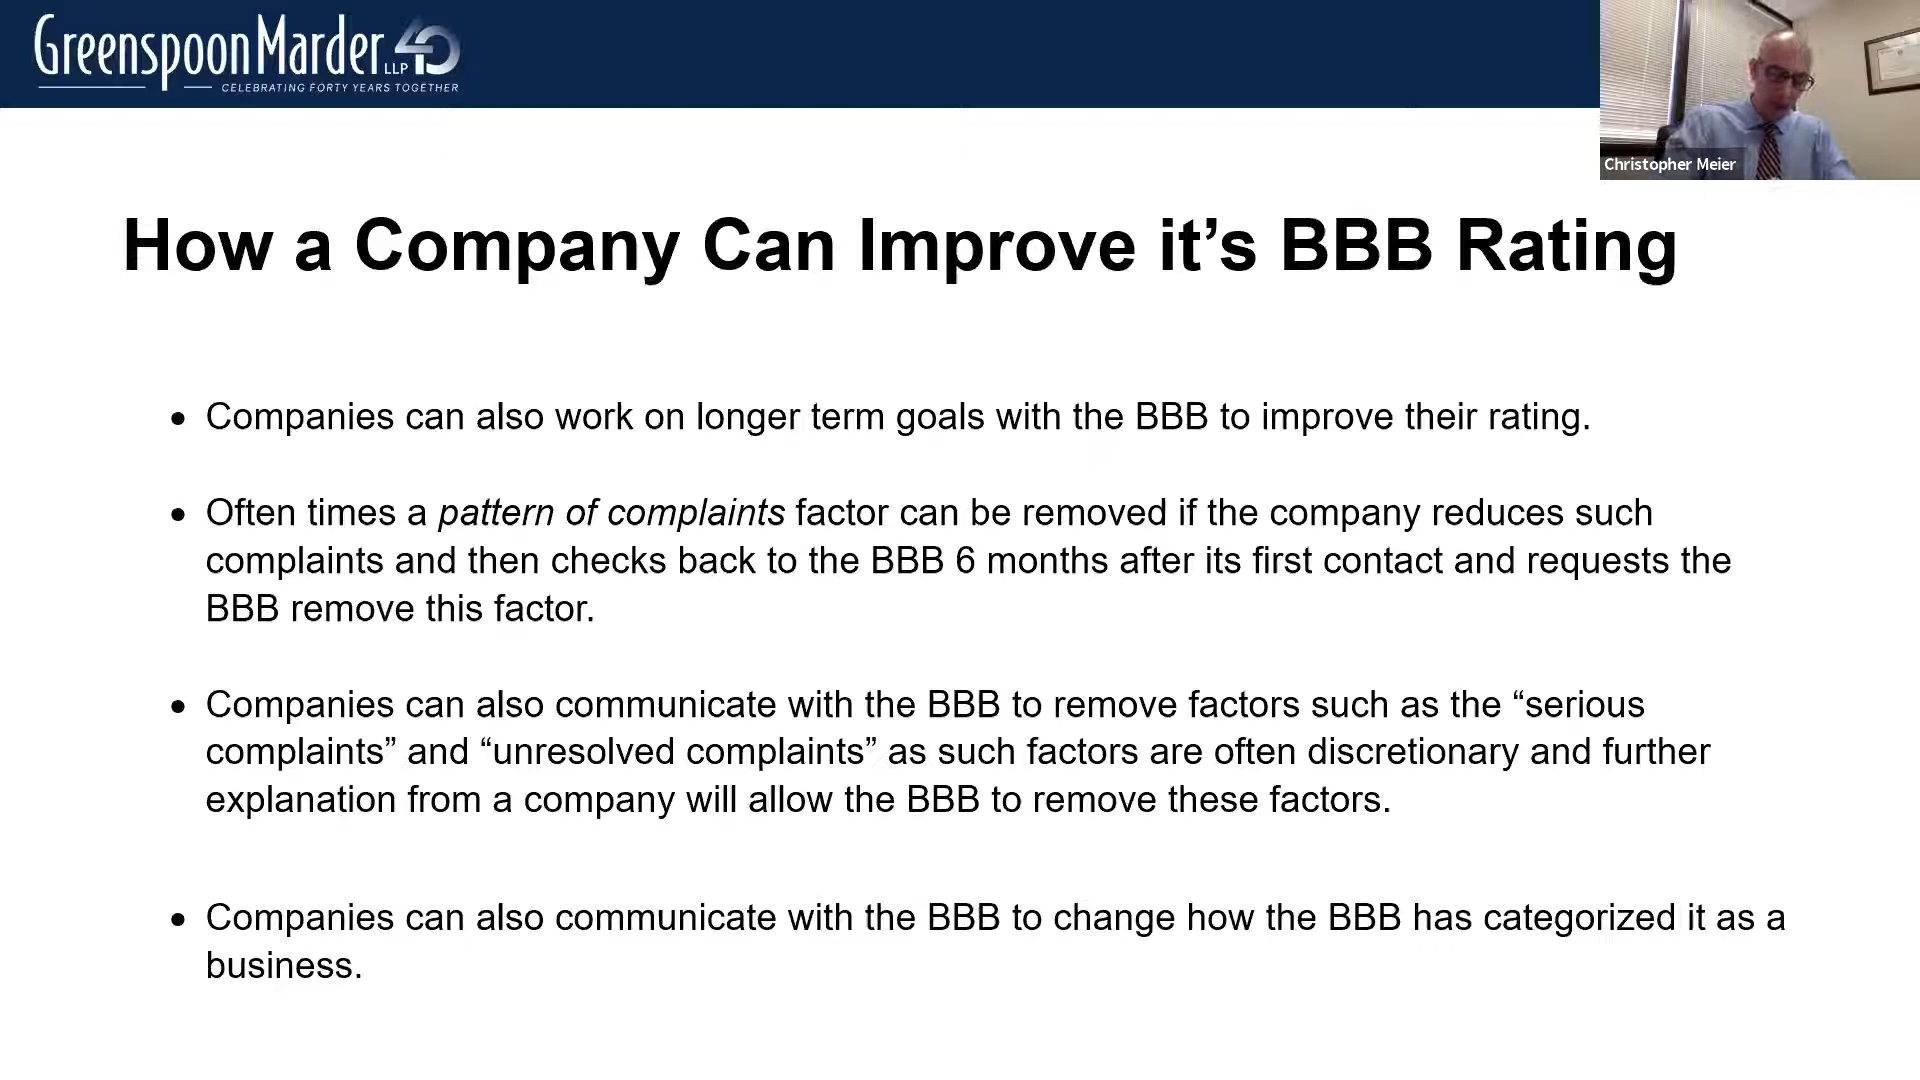 GreenspoonMarder LLP 40
CELEBRATING FORTY YEARS TOGETHER
Christopher Meier
How a Company Can Improve it’s BBB Rating
• Companies can also work on longer term goals with the BBB to improve their rating.
• Often times a pattern of complaints factor can be removed if the company reduces such
complaints and then checks back to the BBB 6 months after its first contact and requests the
BBB remove this factor.
• Companies can also communicate with the BBB to remove factors such as the “serious
complaints” and “unresolved complaints” as such factors are often discretionary and further
explanation from a company will allow the BBB to remove these factors.
• Companies can also communicate with the BBB to change how the BBB has categorized it as a
business.